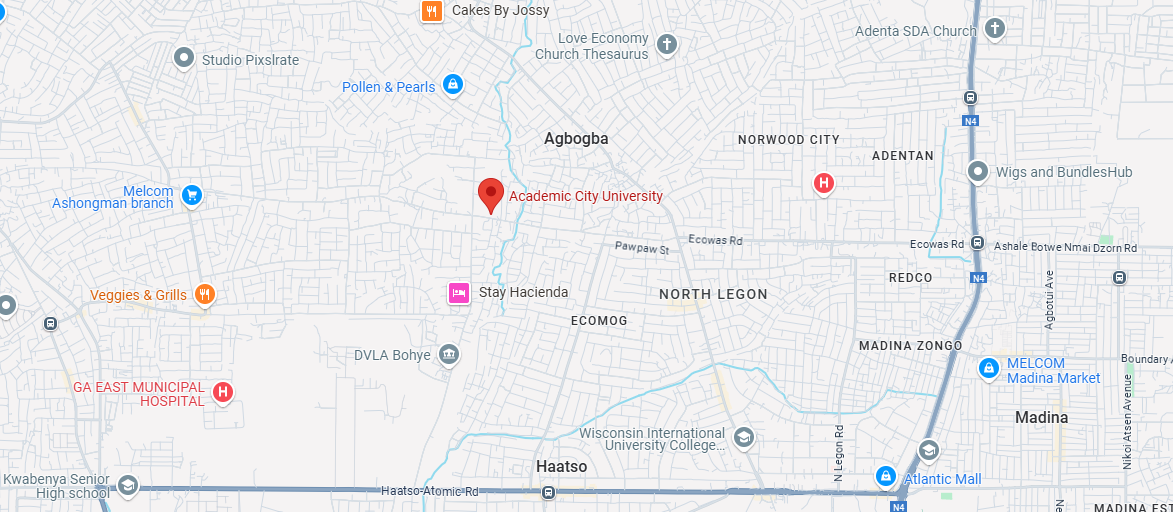 Cakes By Jossy
Adenta SDA Church
Love Economy
Church Thesaurus
Studio Pixslrate
Pollen & Pearls
N4
Agbogba
NORWOOD CITY
ADENTAN
Wigs and BundlesHub
H
Melcom
Ashongman branch
Academic City University
Pawpaw St
Ecowas Rd
Ecowas Rd
Ashale Botwe Nmai Dzorn Rd
REDCO
N4
Veggies & Grills
Stay Hacienda
NORTH LEGON
Agbotui Ave
ECOMOG
MADINA ZONGO
DVLA Bohye
Boundary A
MELCOM
Madina Market
GA EAST MUNICIPAL
HOSPITAL
H
Madina
Nikoi Atsen Avenue
Wisconsin International
University College...
N Legon Rd
Haatso
Kwabenya Senior
High school
Haatso-Atomic Rd
Atlantic Mall
N4
Ne
MADINA EST